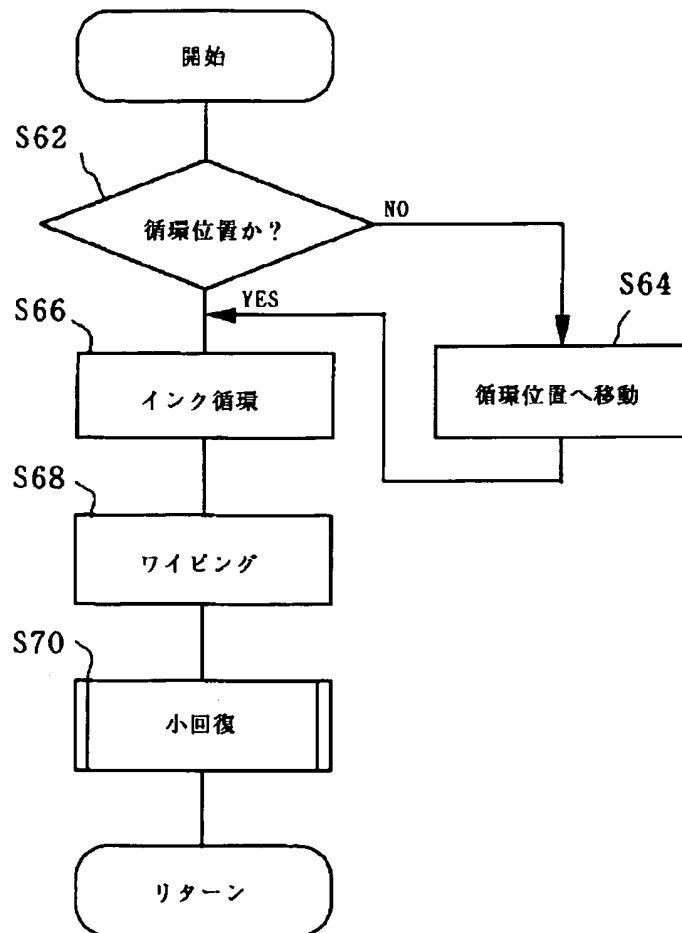 開始
S62
循環位置か?
NO
YES
S64
循環位置へ移動
S66
インク循環
S68
ワイピング
S70
小回復
リターン